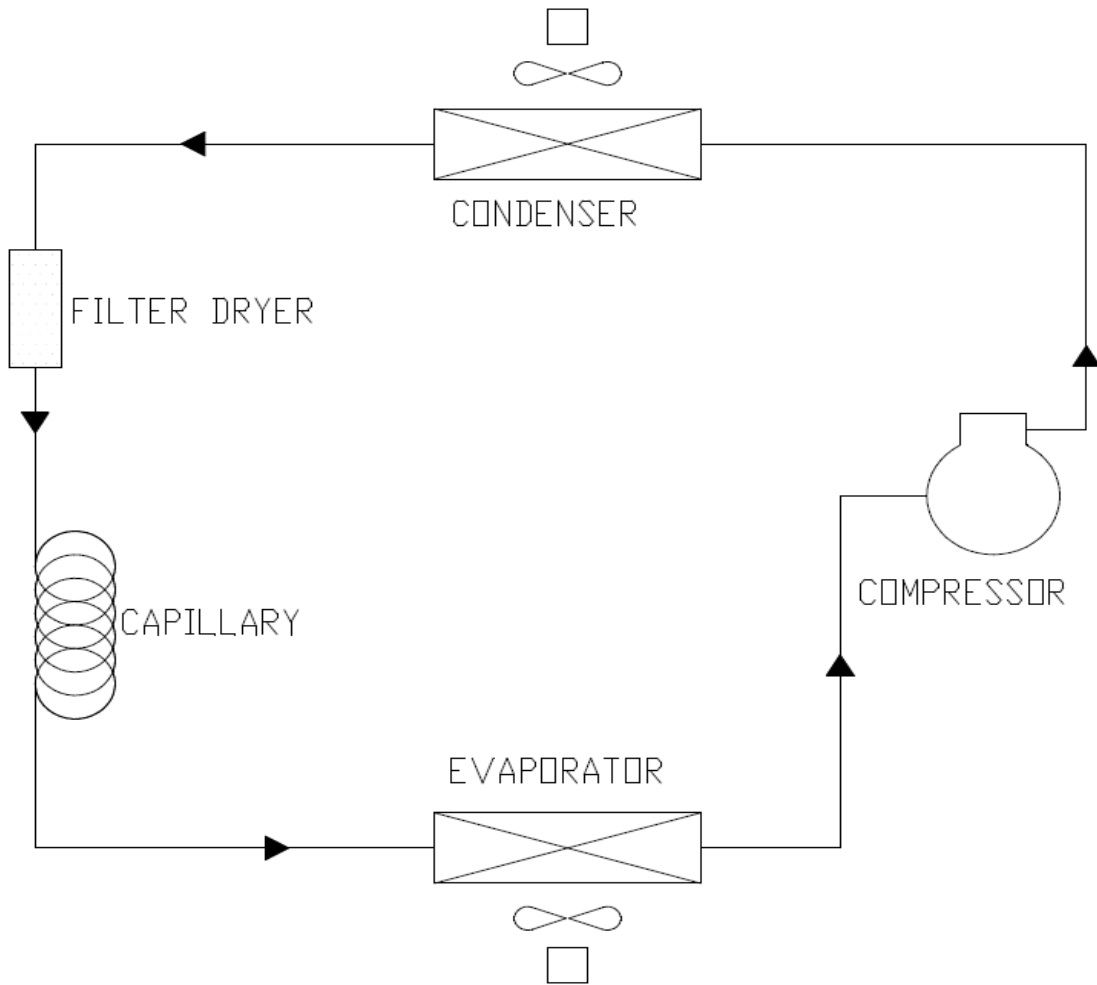 CONDENSER
FILTER DRYER
COMPRESSOR
CAPILLARY
EVAPORATOR